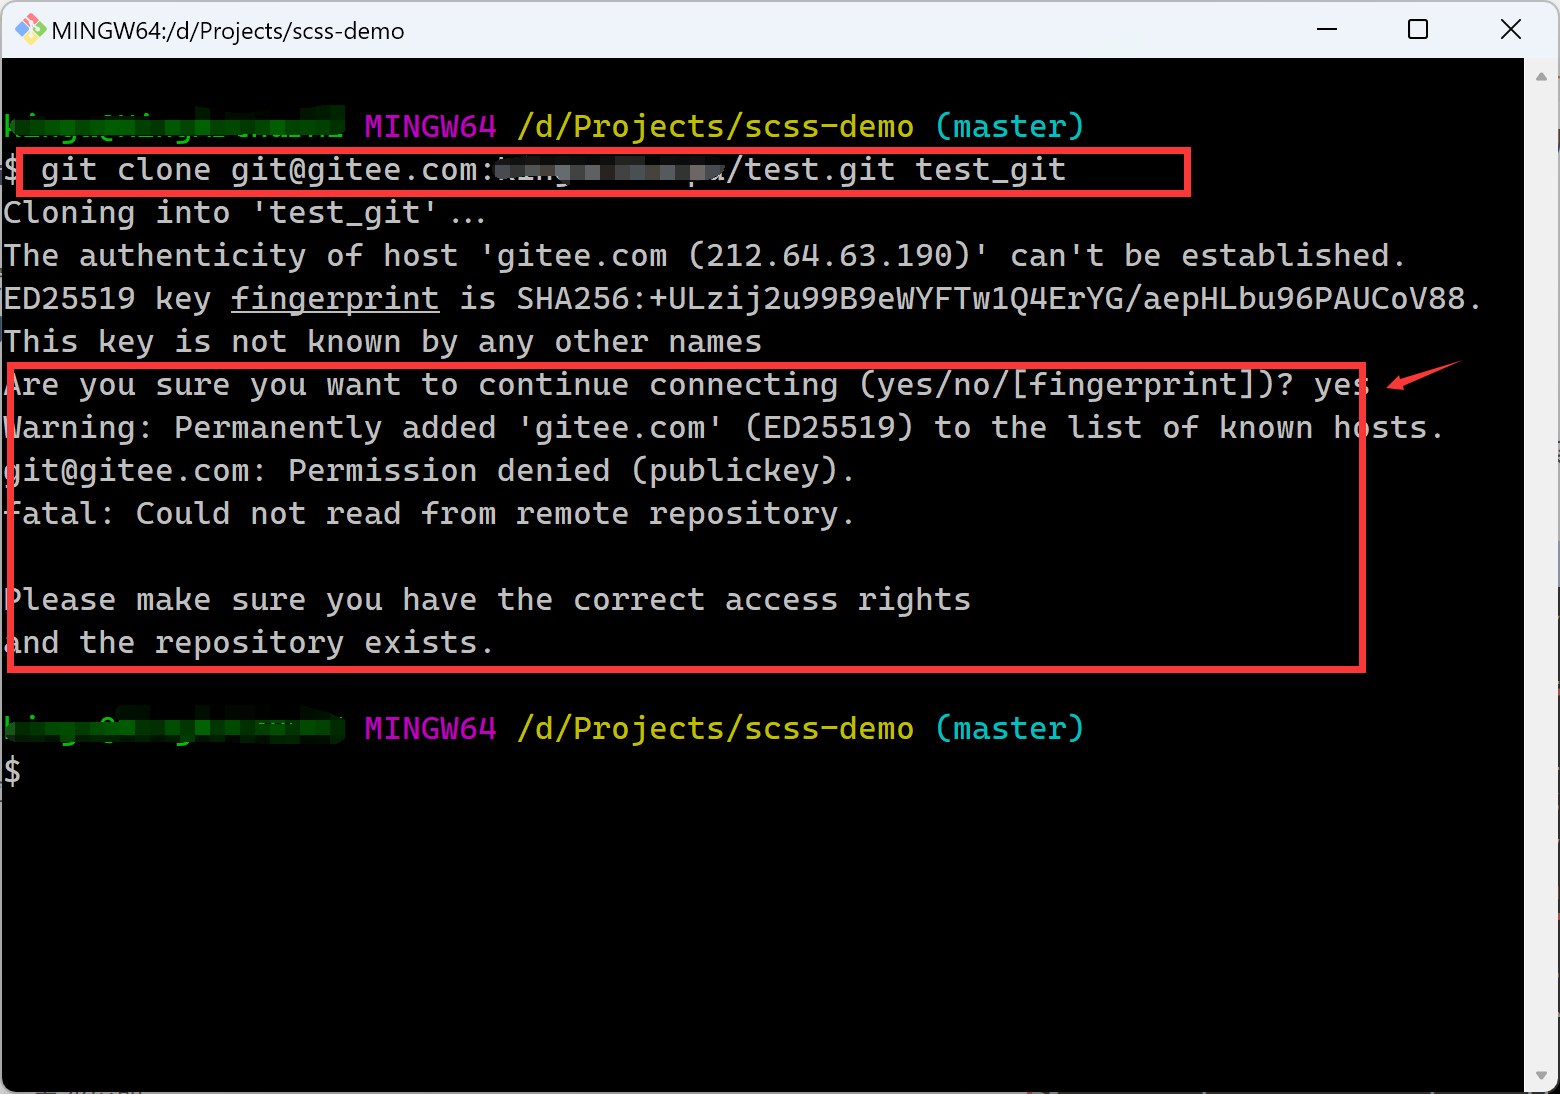 MINGW64:/d/Projects/scss-demo
MINGW64 /d/Projects/scss-demo (master)
$ git clone git@gitee.com: /test.git test_git
Cloning into 'test_git'...
The authenticity of host 'gitee.com (212.64.63.190)' can't be established.
ED25519 key fingerprint is SHA256:+ULzij2u99B9eWYFTw1Q4ErYG/aepHLbu96PAUCoV88.
This key is not known by any other names
Are you sure you want to continue connecting (yes/no/[fingerprint])? yes
Warning: Permanently added 'gitee.com' (ED25519) to the list of known hosts.
git@gitee.com: Permission denied (publickey).
fatal: Could not read from remote repository.
Please make sure you have the correct access rights
and the repository exists.
MINGW64 /d/Projects/scss-demo (master)
$